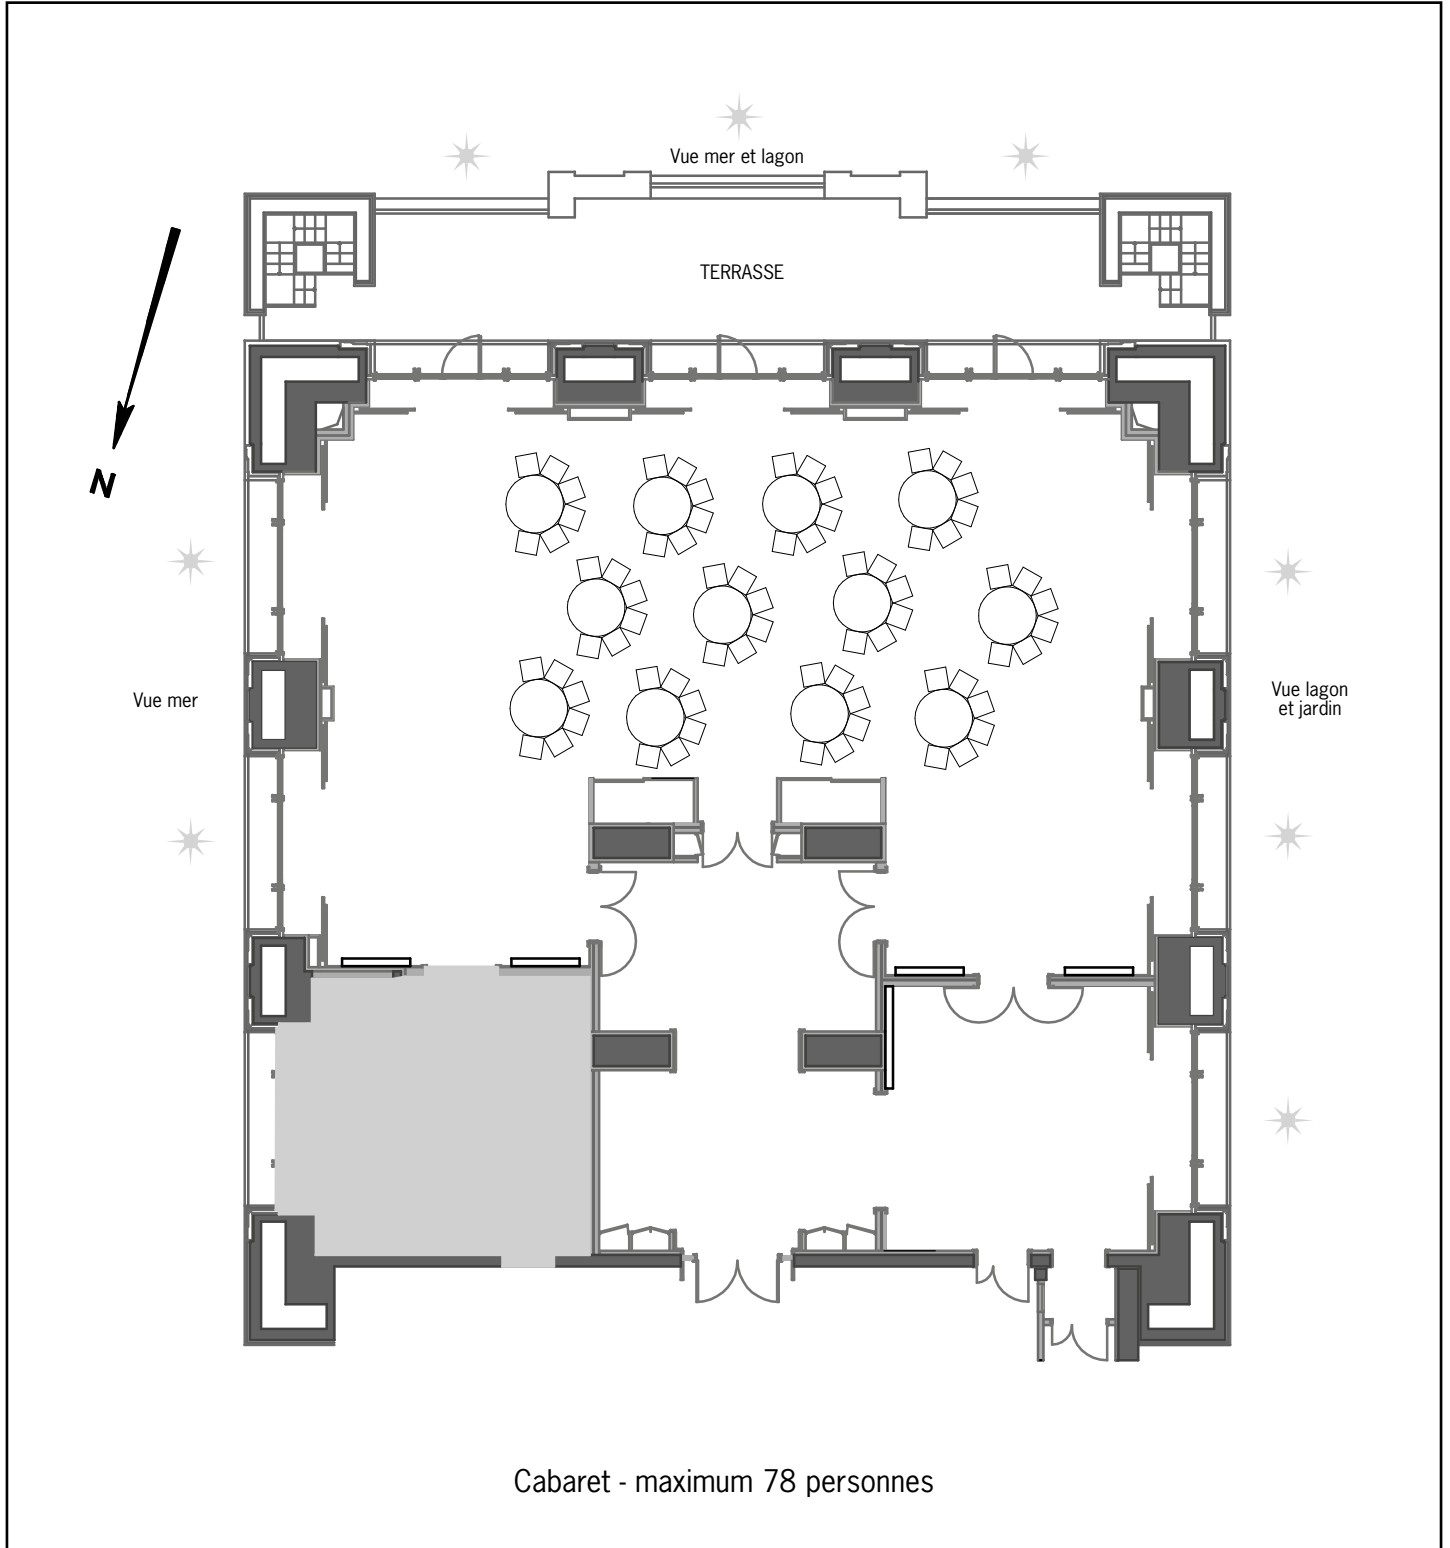 Vue mer et lagon
TERRASSE
N
Vue mer
Vue lagon
et jardin
Cabaret - maximum 78 personnes